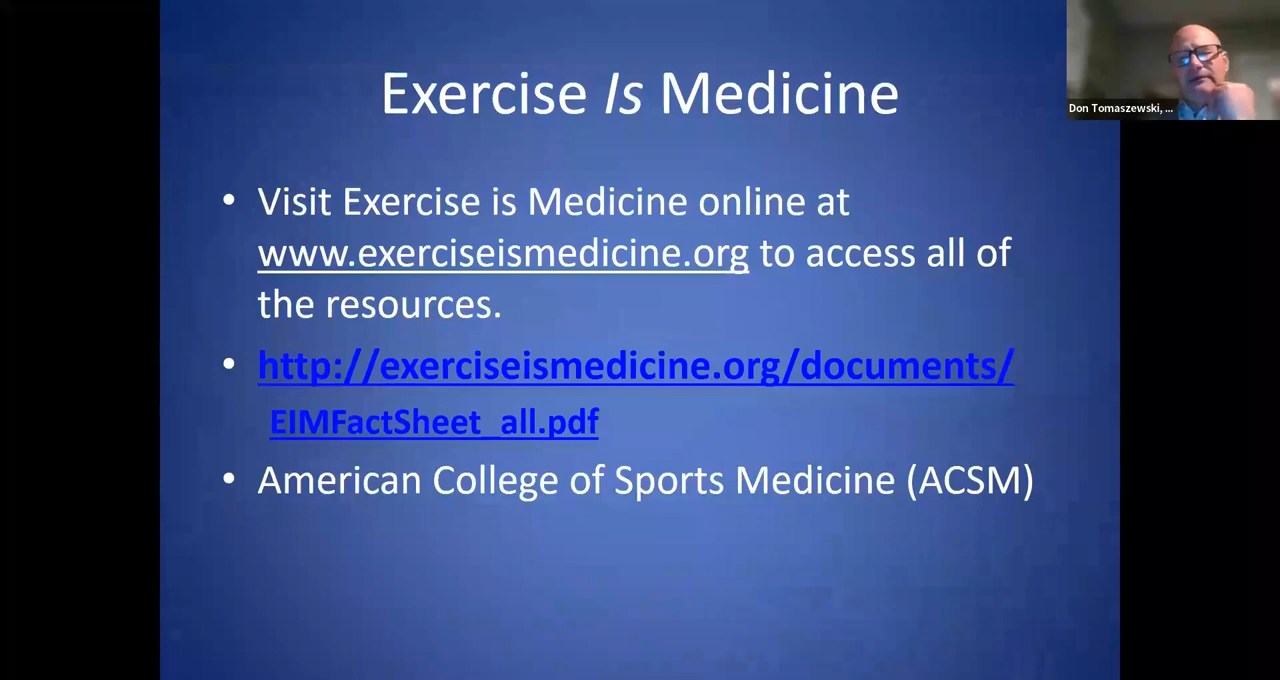 Exercise Is Medicine
• Visit Exercise is Medicine online at
www.exerciseismedicine.org to access all of
the resources.
• http://exerciseismedicine.org/documents/
EIMFactSheet_all.pdf
• American College of Sports Medicine (ACSM)
Don Tomaszewski, ...